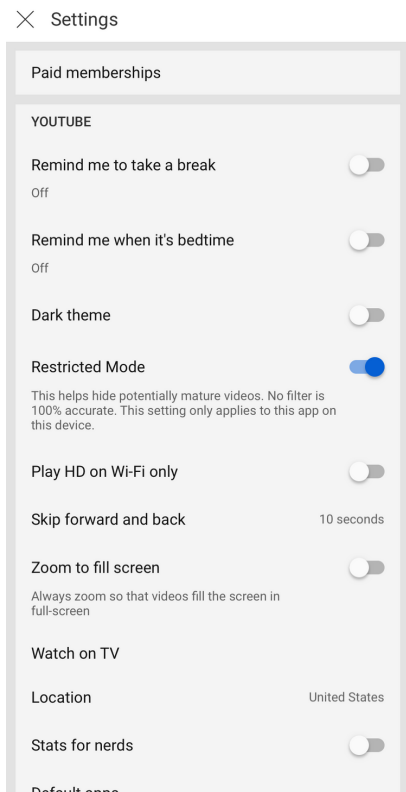 Settings
Paid memberships
YOUTUBE
Remind me to take a break
Off
Remind me when it's bedtime
Off
Dark theme
Restricted Mode
This helps hide potentially mature videos. No filter is
100% accurate. This setting only applies to this app on
this device.
Play HD on Wi-Fi only
Skip forward and back 10 seconds
Zoom to fill screen
Always zoom so that videos fill the screen in
full-screen
Watch on TV
Location United States
Stats for nerds
Default apps